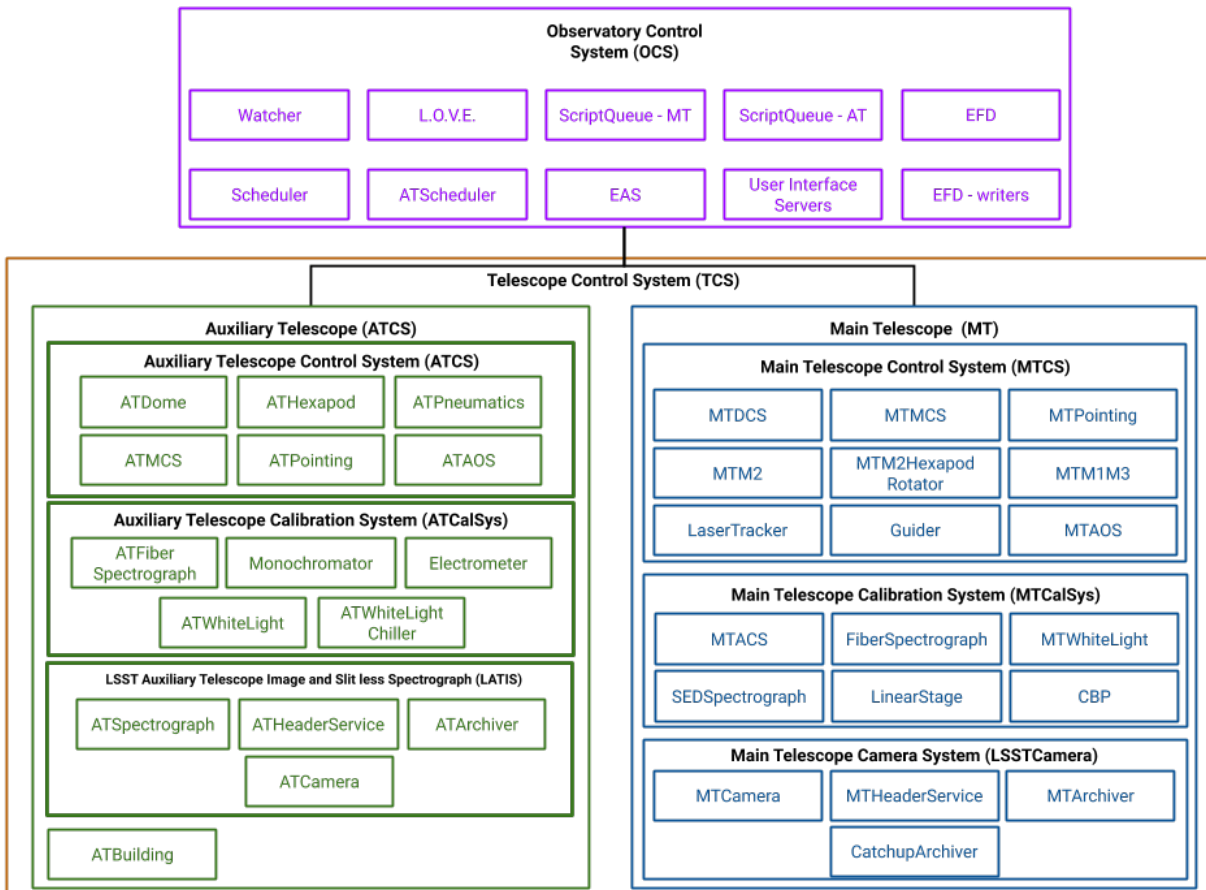 Observatory Control
System (OCS)
Watcher
L.O.V.E.
ScriptQueue - MT
ScriptQueue - AT
EFD
Scheduler
ATScheduler
EAS
User Interface
Servers
EFD - writers
Telescope Control System (TCS)
Auxiliary Telescope (ATCS)
Auxiliary Telescope Control System (ATCS)
ATDome
ATHexapod
ATPneumatics
ATMCS
ATPointing
ATAOS
Auxiliary Telescope Calibration System (ATCalSys)
ATFiber
Spectrograph
Monochromator
Electrometer
ATWhiteLight
ATWhiteLight
Chiller
LSST Auxiliary Telescope Image and Slit less Spectrograph (LATIS)
ATSpectrograph
ATHeaderService
ATArchiver
ATCamera
ATBuilding
Main Telescope (MT)
Main Telescope Control System (MTCS)
MTDCS
MTMCS
MTPointing
MTM2
MTM2Hexapod
Rotator
MTM1M3
LaserTracker
Guider
MTAOS
Main Telescope Calibration System (MTCalSys)
MTACS
FiberSpectrograph
MTWhiteLight
SEDSpectrograph
LinearStage
CBP
Main Telescope Camera System (LSSTCamera)
MTCamera
MTHeaderService
MTArchiver
CatchupArchiver